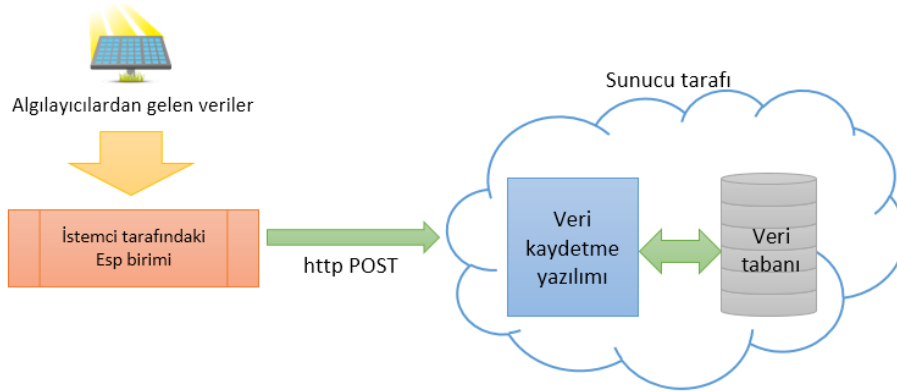 Algılayıcılardan gelen veriler
İstemci tarafındaki
Esp birimi
http POST
Sunucu tarafı
Veri
kaydetme
yazılımı
Veri
tabanı